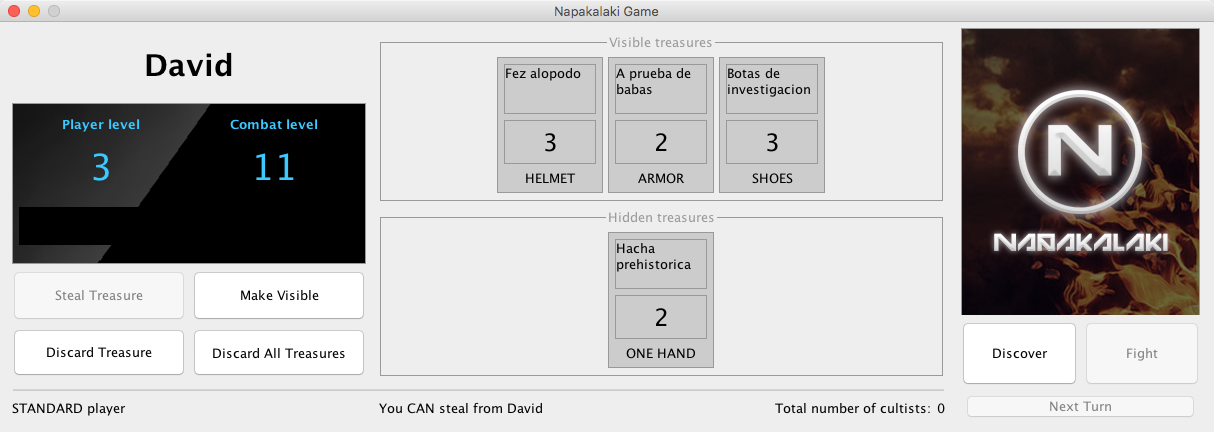 Napakalaki Game
David
Player level
Combat level
3
11
Steal Treasure
Make Visible
Discard Treasure
Discard All Treasures
Visible treasures
Fez alopodo
3
HELMET
A prueba de
babas
2
ARMOR
Botas de
investigacion
3
SHOES
Hidden treasures
Hacha
prehistorica
2
ONE HAND
N
NAPAKALAKI
Discover
Fight
Next Turn
STANDARD player
You CAN steal from David
Total number of cultists: 0